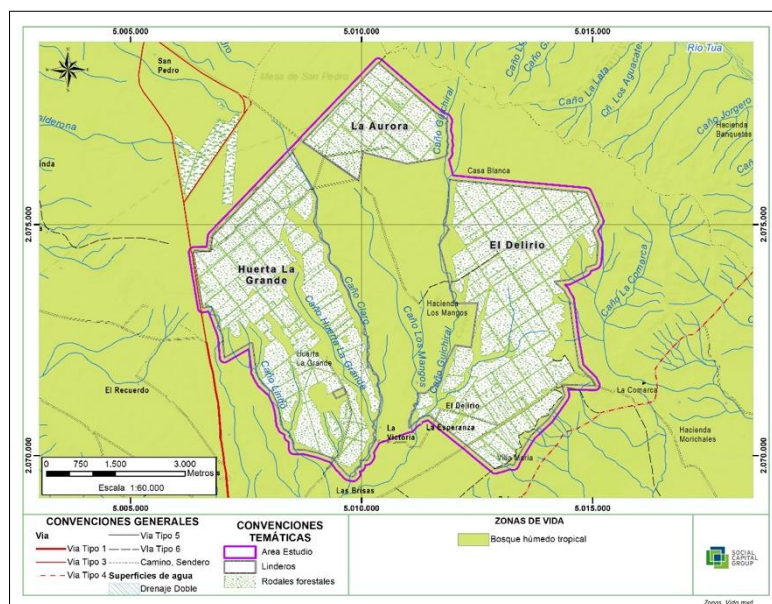 5.005.000
5.010.000
5.015.000
San
Pedro
Mesa de San Pedro
Rio Tua
Caño La Lata
Cñ. Los Aguacates
Caño Jorgero
Hacienda
Banquetas
La Aurora
Caño Guichiral
Casa Blanca
2.075.000
2.075.000
El Delirio
Huerta La
Grande
Caño Claro
Caño Huerta La Grande
Caño La Comarca
Hacienda
Los Mangos
Caño Los Mangos
Caño Guichiral
Huerta
La Grande
Caño Lindo
El Recuerdo
El Delirio
La Comarca
La
Victoria
La Esperanza
Hacienda
Morichales
Villa María
2.070.000
2.070.000
0 750 1.500 3.000
Metros
Escala 1:60.000
Las Brisas
5.005.000
5.010.000
5.015.000
CONVENCIONES GENERALES
Via
Via Tipo 1
Via Tipo 3
Via Tipo 4
Via Tipo 5
Via Tipo 6
Camino, Sendero
Superficies de agua
Drenaje Doble
CONVENCIONES
TEMÁTICAS
Area Estudio
Linderos
Rodales forestales
ZONAS DE VIDA
Bosque húmedo tropical
SOCIAL
CAPITAL
GROUP
Zonas_Vida.mxd